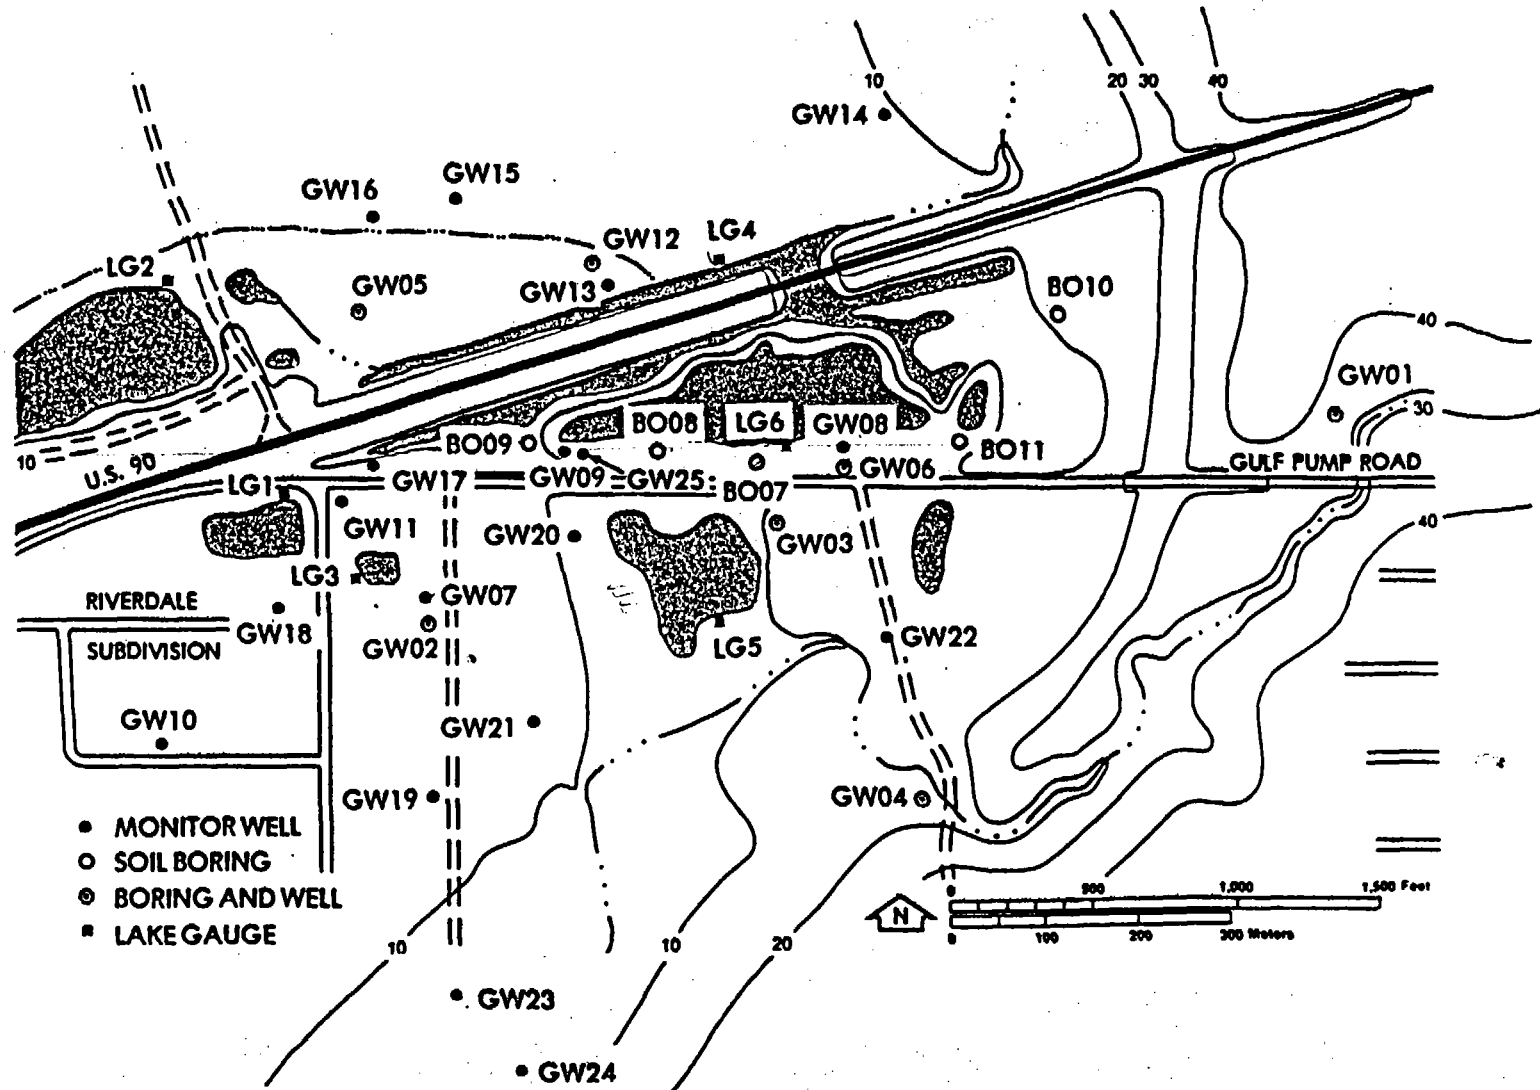 10
20 30
40
GW14
GW15
GW16
GW12
LG4
LG2
GW05
GW13
BO10
40
GW01
30
BO08
LG6
GW08
BO09
BO11
10
U.S. 90
GULF PUMP ROAD
LG1
GW17
GW09
GW25
GW06
BO07
GW11
GW20
GW03
40
LG3
RIVERDALE
GW07
GW18
SUBDIVISION
GW02
LG5
GW22
GW10
GW21
GW19
GW04
MONITOR WELL
SOIL BORING
BORING AND WELL
LAKE GAUGE
0 500 1,000 1,500 Feet
N
0 100 200 300 Meters
10
10
20
GW23
GW24